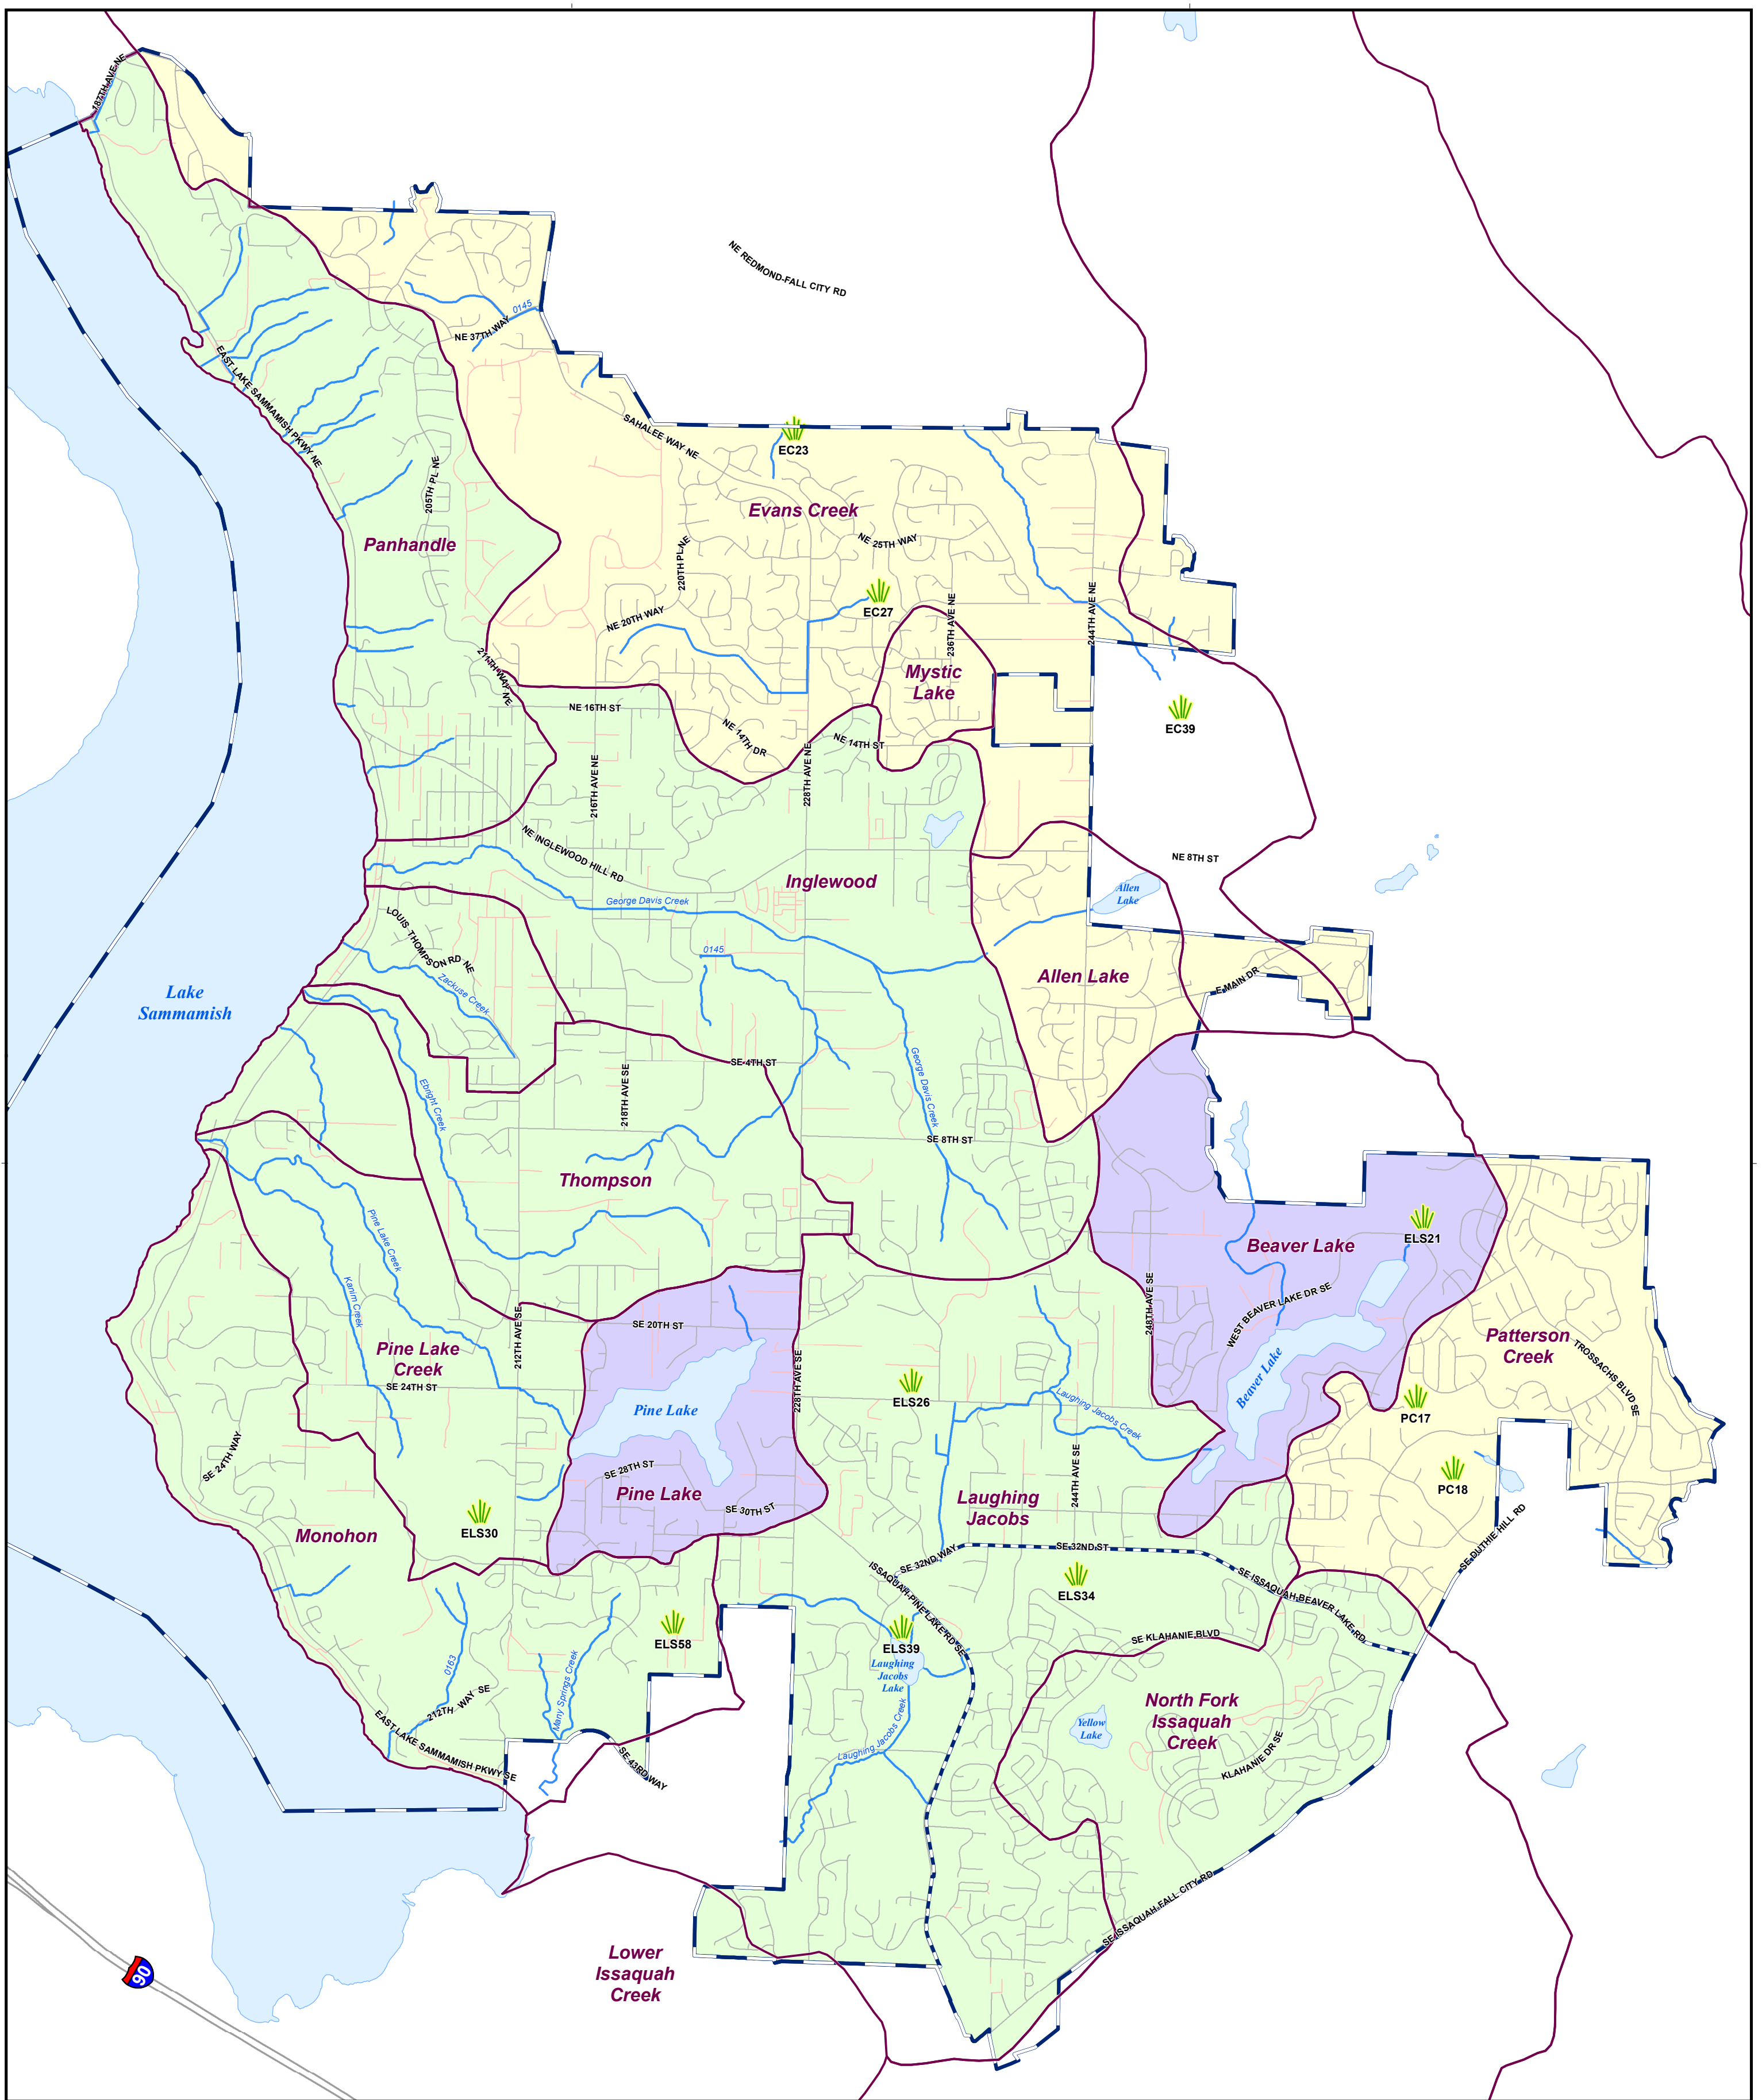 187TH AVE NE
NE REDMOND-FALL CITY RD
0145
NE 37TH WAY
EAST LAKE SAMMAMISH PKWY NE
SAHALEE WAY NE
EC23
205TH PL NE
Evans Creek
Panhandle
NE 25TH WAY
220TH PL NE
EC27
NE 20TH WAY
236TH AVE NE
244TH AVE NE
211TH WAY NE
Mystic
Lake
NE 16TH ST
EC39
NE 14TH DR
NE 14TH ST
216TH AVE NE
228TH AVE NE
NE INGLEWOOD HILL RD
NE 8TH ST
Inglewood
Allen
Lake
George Davis Creek
LOUIS THOMPSON RD NE
0145
Zackuse Creek
Allen Lake
E MAIN DR
Lake
Sammamish
SE 4TH ST
Ebright Creek
218TH AVE SE
George Davis Creek
SE 8TH ST
Thompson
Pine Lake Creek
ELS21
Beaver Lake
Kanim Creek
248TH AVE SE
WEST BEAVER LAKE DR SE
212TH AVE SE
SE 20TH ST
Pine Lake
Creek
Patterson
Creek
TROSSACHS BLVD SE
228TH AVE SE
SE 24TH ST
ELS26
Beaver Lake
Pine Lake
Laughing Jacobs Creek
PC17
SE 24TH WAY
SE 28TH ST
244TH AVE SE
PC18
Pine Lake
Laughing
Jacobs
SE 30TH ST
Monohon
ELS30
SE DUTHIE HILL RD
SE 32ND WAY
SE 32ND ST
ISSAQUAH-PINE LAKE RD SE
SE ISSAQUAH-BEAVER LAKE RD
ELS34
ELS58
ELS39
SE KLAHANIE BLVD
Laughing
Jacobs
Lake
0163
Many Springs Creek
212TH WAY SE
North Fork
Issaquah
Creek
Yellow
Lake
Laughing Jacobs Creek
EAST LAKE SAMMAMISH PKWY SE
SE 43RD WAY
KLAHANIE DR SE
SE ISSAQUAH-FALL CITY RD
Lower
Issaquah
Creek
90